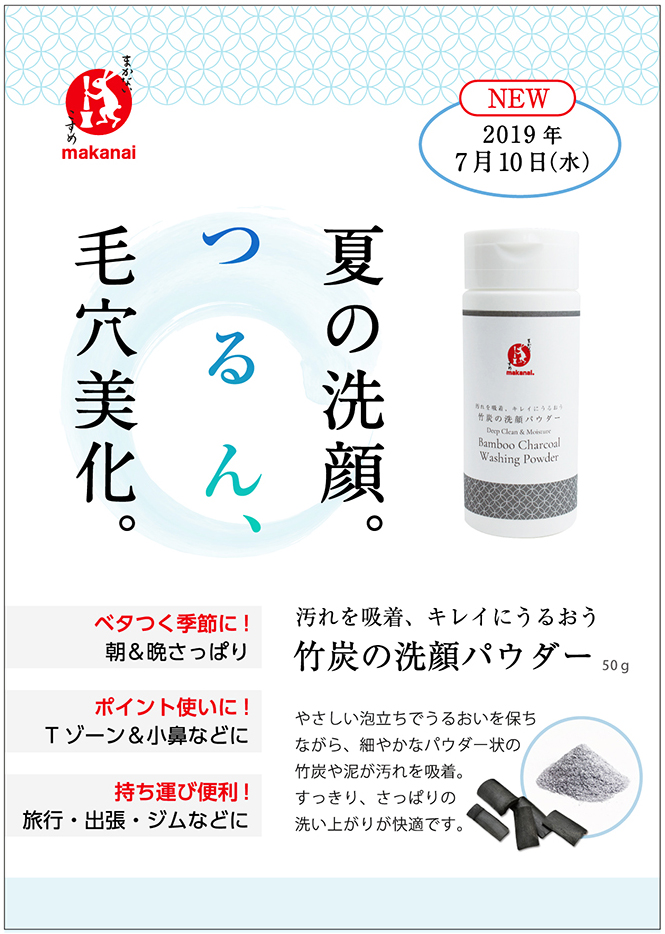 まかない
こすめ
makanai
NEW
2019年
7月10日(水)
夏の洗顔。
つるん、
毛穴美化。
まかない
こすめ
makanai.
汚れを吸着、キレイにうるおう
竹炭の洗顔パウダー
Deep Clean & Moisture
Bamboo Charcoal
Washing Powder
ベタつく季節に!
朝&晩さっぱり
ポイント使いに!
Tゾーン&小鼻などに
持ち運び便利!
旅行・出張・ジムなどに
汚れを吸着、キレイにうるおう
竹炭の洗顔パウダー 50g
やさしい泡立ちでうるおいを保ち
ながら、細やかなパウダー状の
竹炭や泥が汚れを吸着。
すっきり、さっぱりの
洗い上がりが快適です。